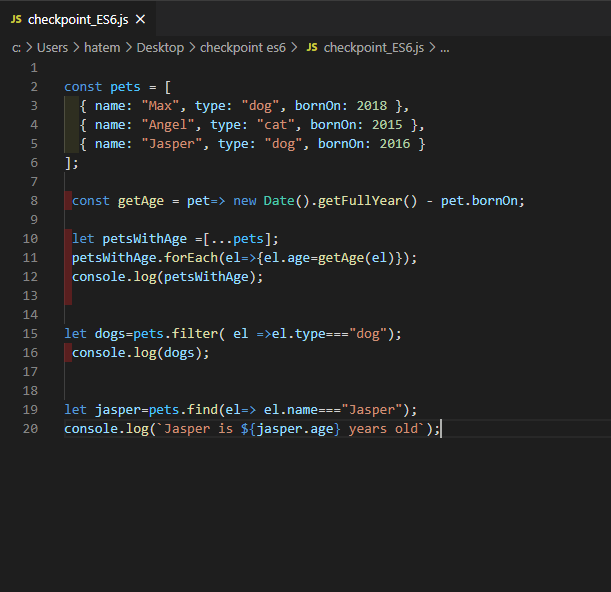 JS checkpoint_ES6.js ×
c: > Users > hatem > Desktop > checkpoint es6 > JS checkpoint_ES6.js > ...
1
2 const pets = [
3 { name: "Max", type: "dog", bornOn: 2018 },
4 { name: "Angel", type: "cat", bornOn: 2015 },
5 { name: "Jasper", type: "dog", bornOn: 2016 }
6 ];
7
8 const getAge = pet=> new Date().getFullYear() - pet.bornOn;
9
10 let petsWithAge =[...pets];
11 petsWithAge.forEach(el=>{el.age=getAge(el)});
12 console.log(petsWithAge);
13
14
15 let dogs=pets.filter( el =>el.type==="dog");
16 console.log(dogs);
17
18
19 let jasper=pets.find(el=> el.name==="Jasper");
20 console.log(`Jasper is ${jasper.age} years old`);